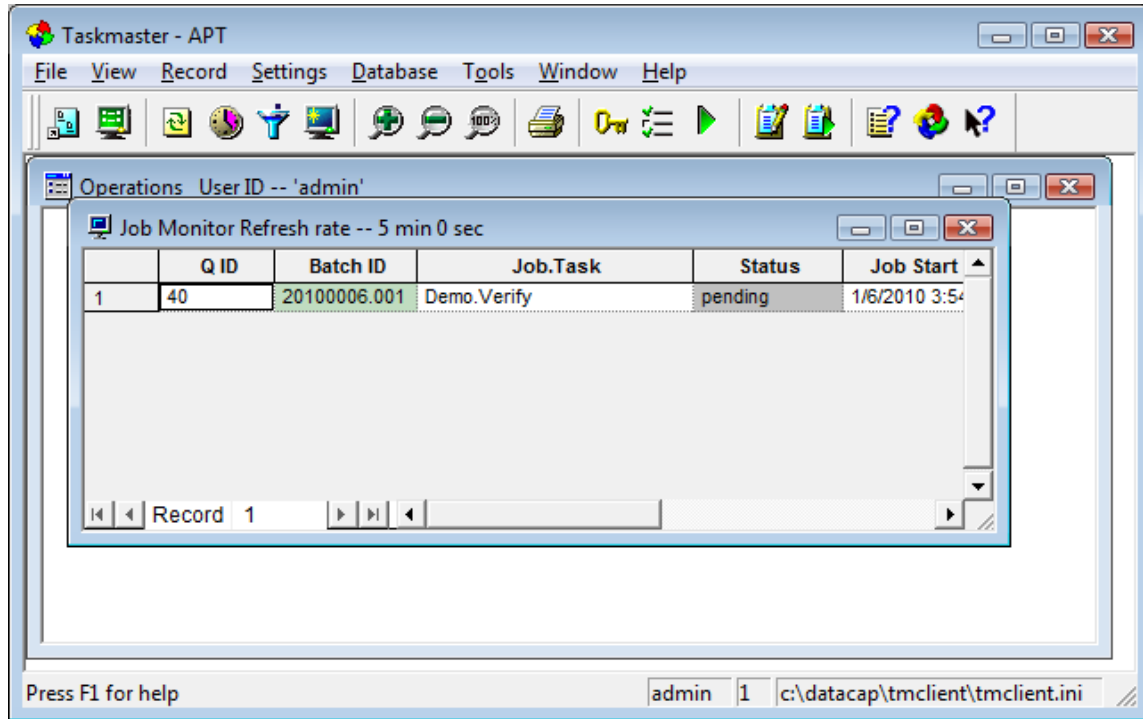 Taskmaster - APT
File View Record Settings Database Tools Window Help
100%
Operations User ID -- 'admin'
Job Monitor Refresh rate -- 5 min 0 sec
Q ID Batch ID Job.Task Status Job Start
1 40 20100006.001 Demo.Verify pending 1/6/2010 3:54
Record 1
Press F1 for help admin 1 c:\datacap\tmclient\tmclient.ini